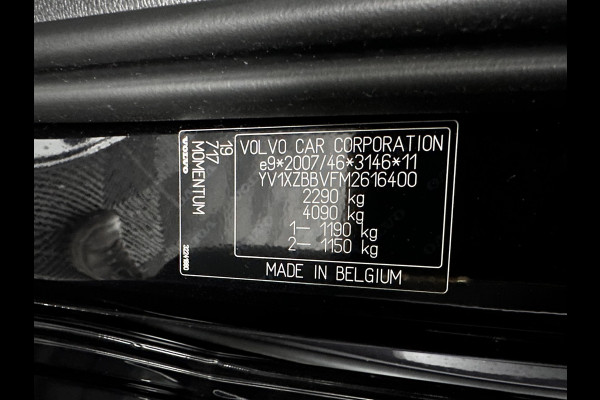 VOLVO CAR CORPORATION
e9*2007/46*3146*11
YV1XZBBVFM2616400
2290 kg
4090 kg
1- 1190 kg
2- 1150 kg
MADE IN BELGIUM
19
717
MOMENTUM
VOLVO